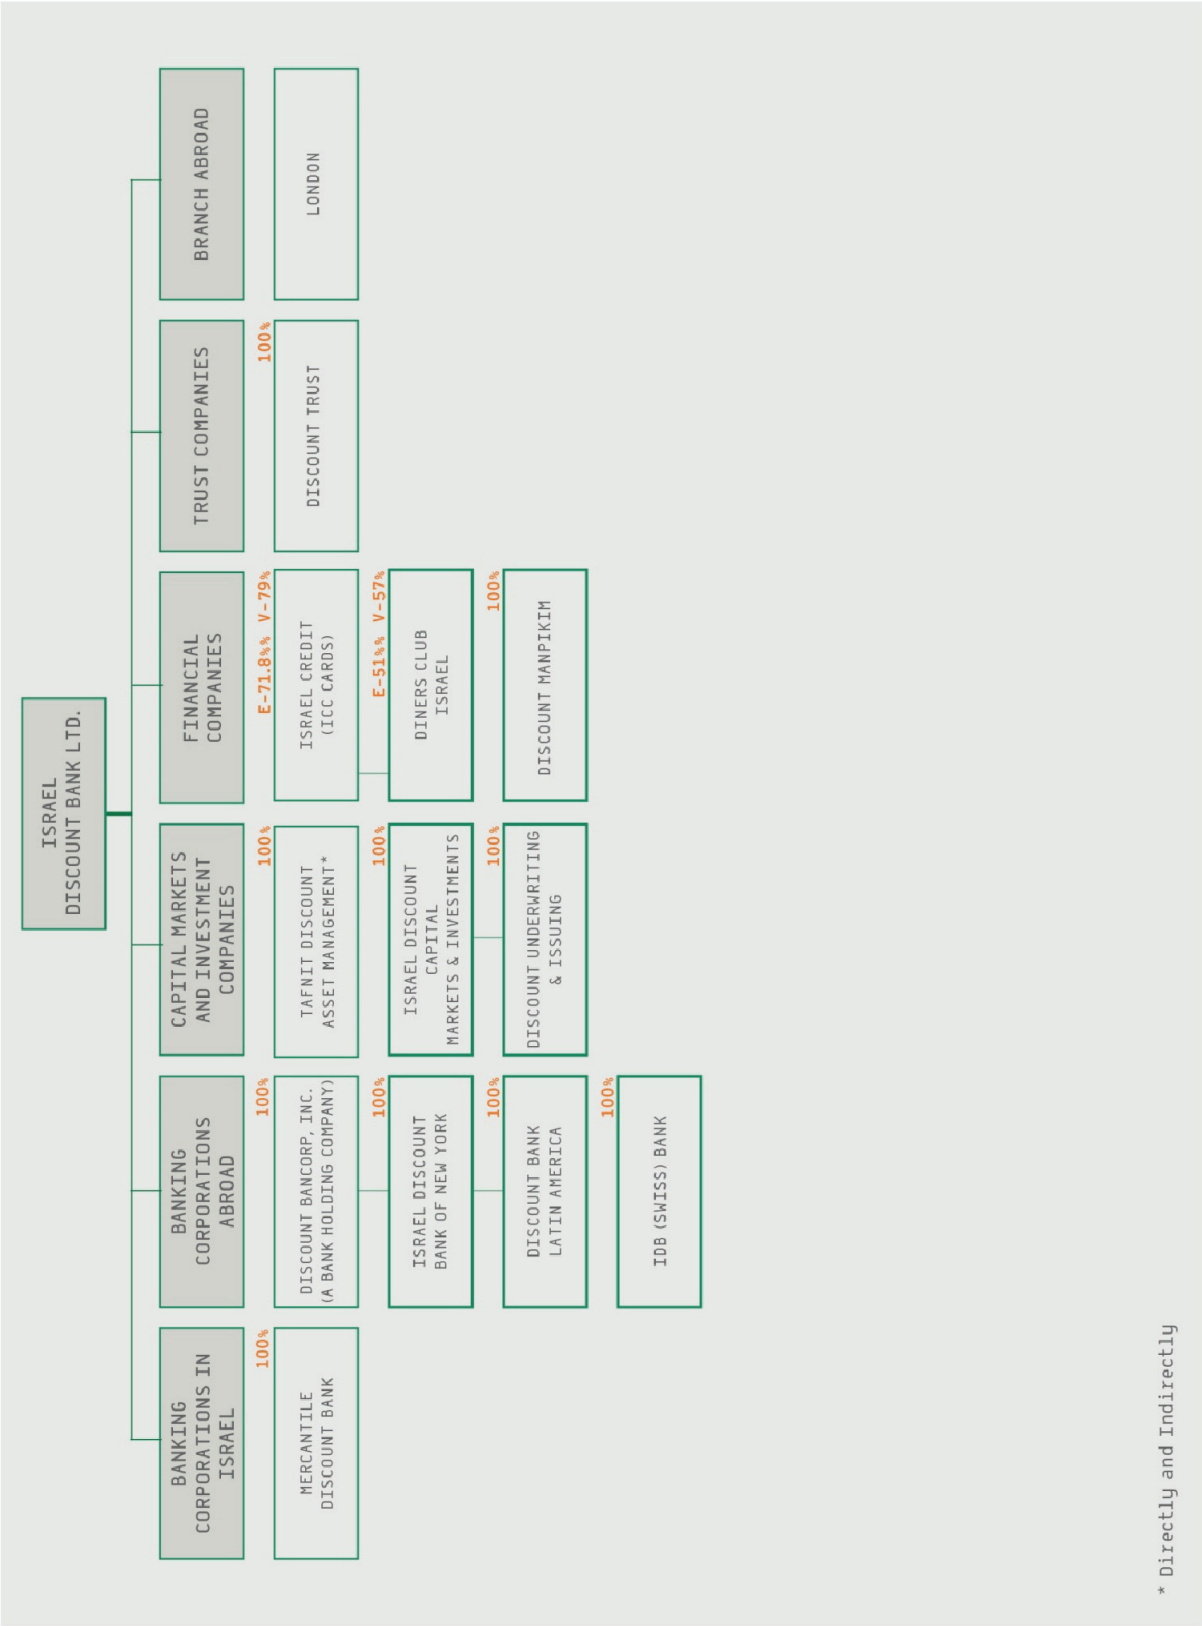 ISRAEL
DISCOUNT BANK LTD.
BANKING
CORPORATIONS IN
ISRAEL
100%
MERCANTILE
DISCOUNT BANK
BANKING
CORPORATIONS
ABROAD
100%
DISCOUNT BANCORP, INC.
(A BANK HOLDING COMPANY)
100%
ISRAEL DISCOUNT
BANK OF NEW YORK
100%
DISCOUNT BANK
LATIN AMERICA
100%
IDB (SWISS) BANK
CAPITAL MARKETS
AND INVESTMENT
COMPANIES
100%
TAFNIT DISCOUNT
ASSET MANAGEMENT*
100%
ISRAEL DISCOUNT
CAPITAL
MARKETS & INVESTMENTS
100%
DISCOUNT UNDERWRITING
& ISSUING
FINANCIAL
COMPANIES
E-71.8%% V-79%
ISRAEL CREDIT
(ICC CARDS)
E-51%% V-57%
DINERS CLUB
ISRAEL
100%
DISCOUNT MANPIKIM
TRUST COMPANIES
100%
DISCOUNT TRUST
BRANCH ABROAD
LONDON
* Directly and Indirectly